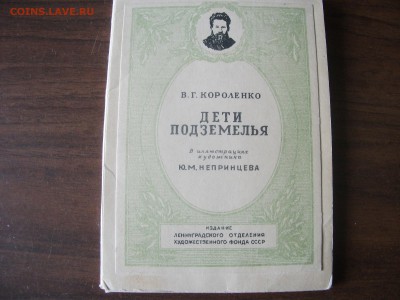 COINS.LAVE.RU
В. Г. КОРОЛЕНКО
ДЕТИ
ПОДЗЕМЕЛЬЯ
В иллюстрациях
художника
Ю. М. НЕПРИНЦЕВА
ИЗДАНИЕ
ЛЕНИНГРАДСКОГО ОТДЕЛЕНИЯ
ХУДОЖЕСТВЕННОГО ФОНДА СССР